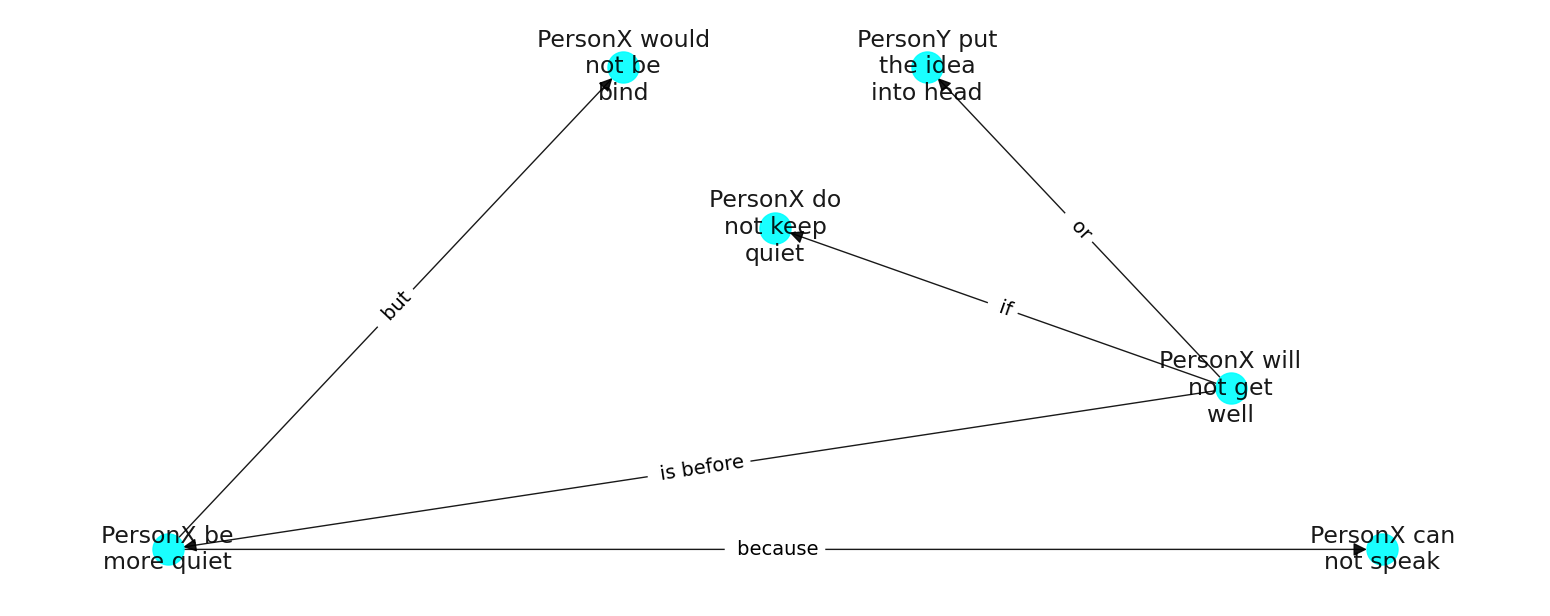 PersonX would
not be
bind
PersonY put
the idea
into head
PersonX do
not keep
quiet
or
but
if
PersonX will
not get
well
is before
PersonX be
more quiet
because
PersonX can
not speak